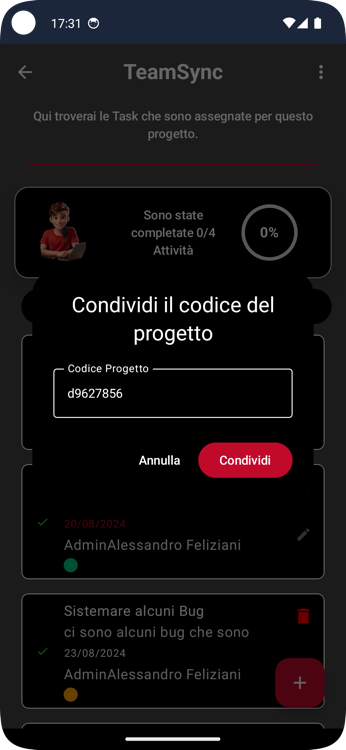 17:31
TeamSync
Qui troverai le Task che sono assegnate per questo
progetto.
Sono state
completate 0/4
Attività
0%
Condividi il codice del
progetto
Codice Progetto
d9627856
Annulla
Condividi
20/08/2024
AdminAlessandro Feliziani
Sistemare alcuni Bug
ci sono alcuni bug che sono
23/08/2024
AdminAlessandro Feliziani
+